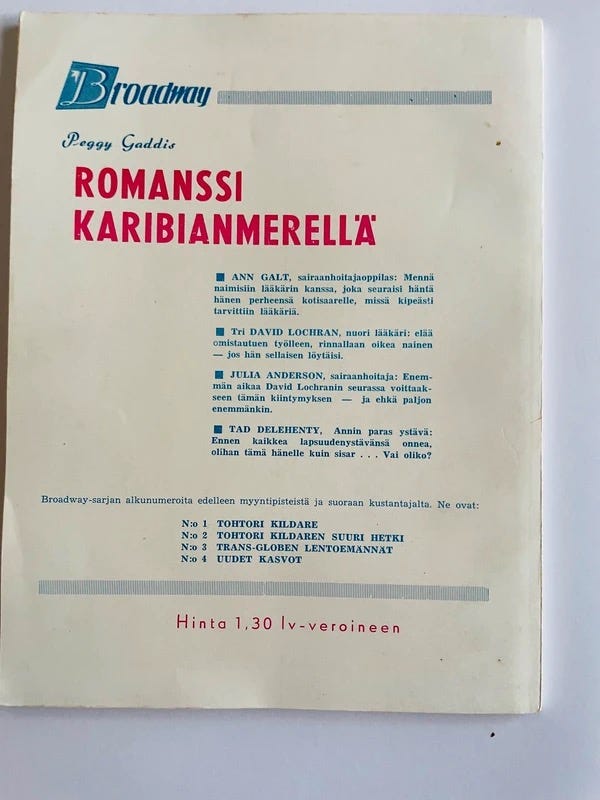 Broadway
Peggy Gaddis
ROMANSSI
KARIBIANMERELLÄ
ANN GALT, sairaanhoitajaoppilas: Mennä
naimisiin lääkärin kanssa, joka seuraisi häntä
hänen perheensä kotisaarelle, missä kipeästi
tarvittiin lääkäriä.
Tri DAVID LOCHRAN, nuori lääkäri: elää
omistautuen työlleen, rinnallaan oikea nainen
— jos hän sellaisen löytäisi.
JULIA ANDERSON, sairaanhoitaja: Enem-
män aikaa David Lochranin seurassa voittaak-
seen tämän kiintymyksen — ja ehkä paljon
enemmänkin.
TAD DELEHENTY, Annin paras ystävä:
Ennen kaikkea lapsuudenystävänsä onnea,
olihan tämä hänelle kuin sisar . . . Vai oliko?
Broadway-sarjan alkunumeroita edelleen myyntipisteistä ja suoraan kustantajalta. Ne ovat:
N:o 1 TOHTORI KILDARE
N:o 2 TOHTORI KILDAREN SUURI HETKI
N:o 3 TRANS-GLOBEN LENTOEMÄNNÄT
N:o 4 UUDET KASVOT
Hinta 1,30 lv-veroineen